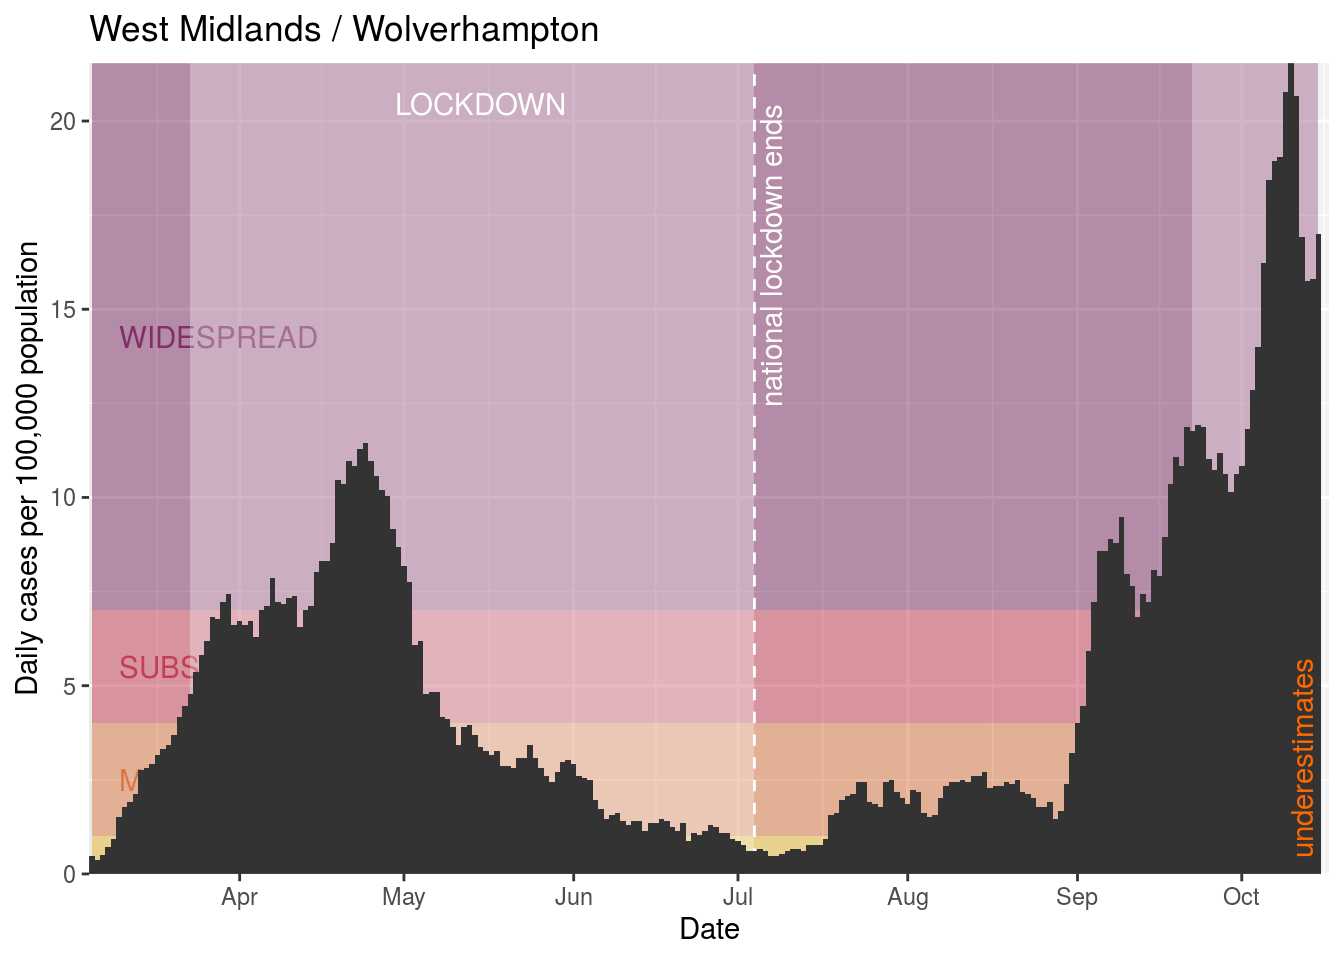 West Midlands / Wolverhampton
LOCKDOWN
national lockdown ends
WIDESPREAD
SUBS
M
underestimates
Daily cases per 100,000 population
20
15
10
5
0
Apr May Jun Jul Aug Sep Oct
Date